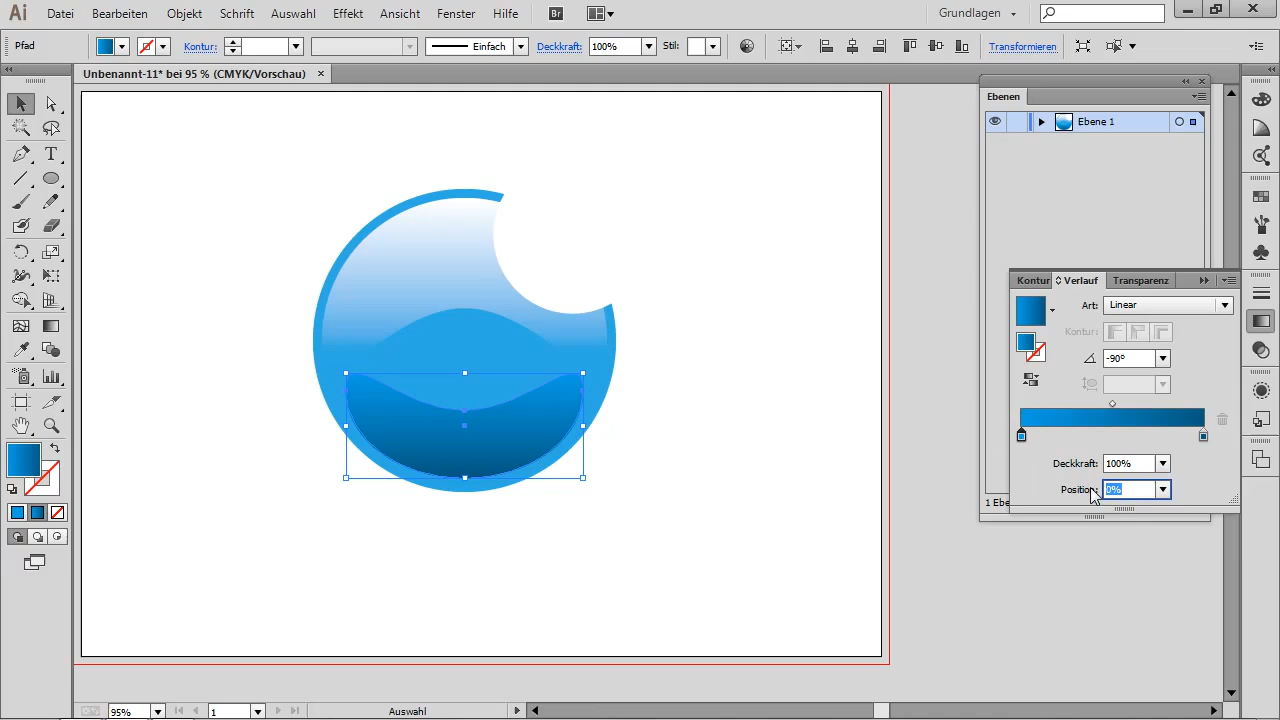 Ai Datei Bearbeiten Objekt Schrift Auswahl Effekt Ansicht Fenster Hilfe Br Grundlagen
Pfad Kontur: Einfach Deckkraft: 100% Stil: Transformieren
Unbenannt-11* bei 95 % (CMYK/Vorschau) ×
Ebenen
Ebene 1
T
Kontur Verlauf Transparenz
Art: Linear
Kontur:
-90°
Deckkraft: 100%
Position: 0%
1 Ebe
95% 1 Auswahl